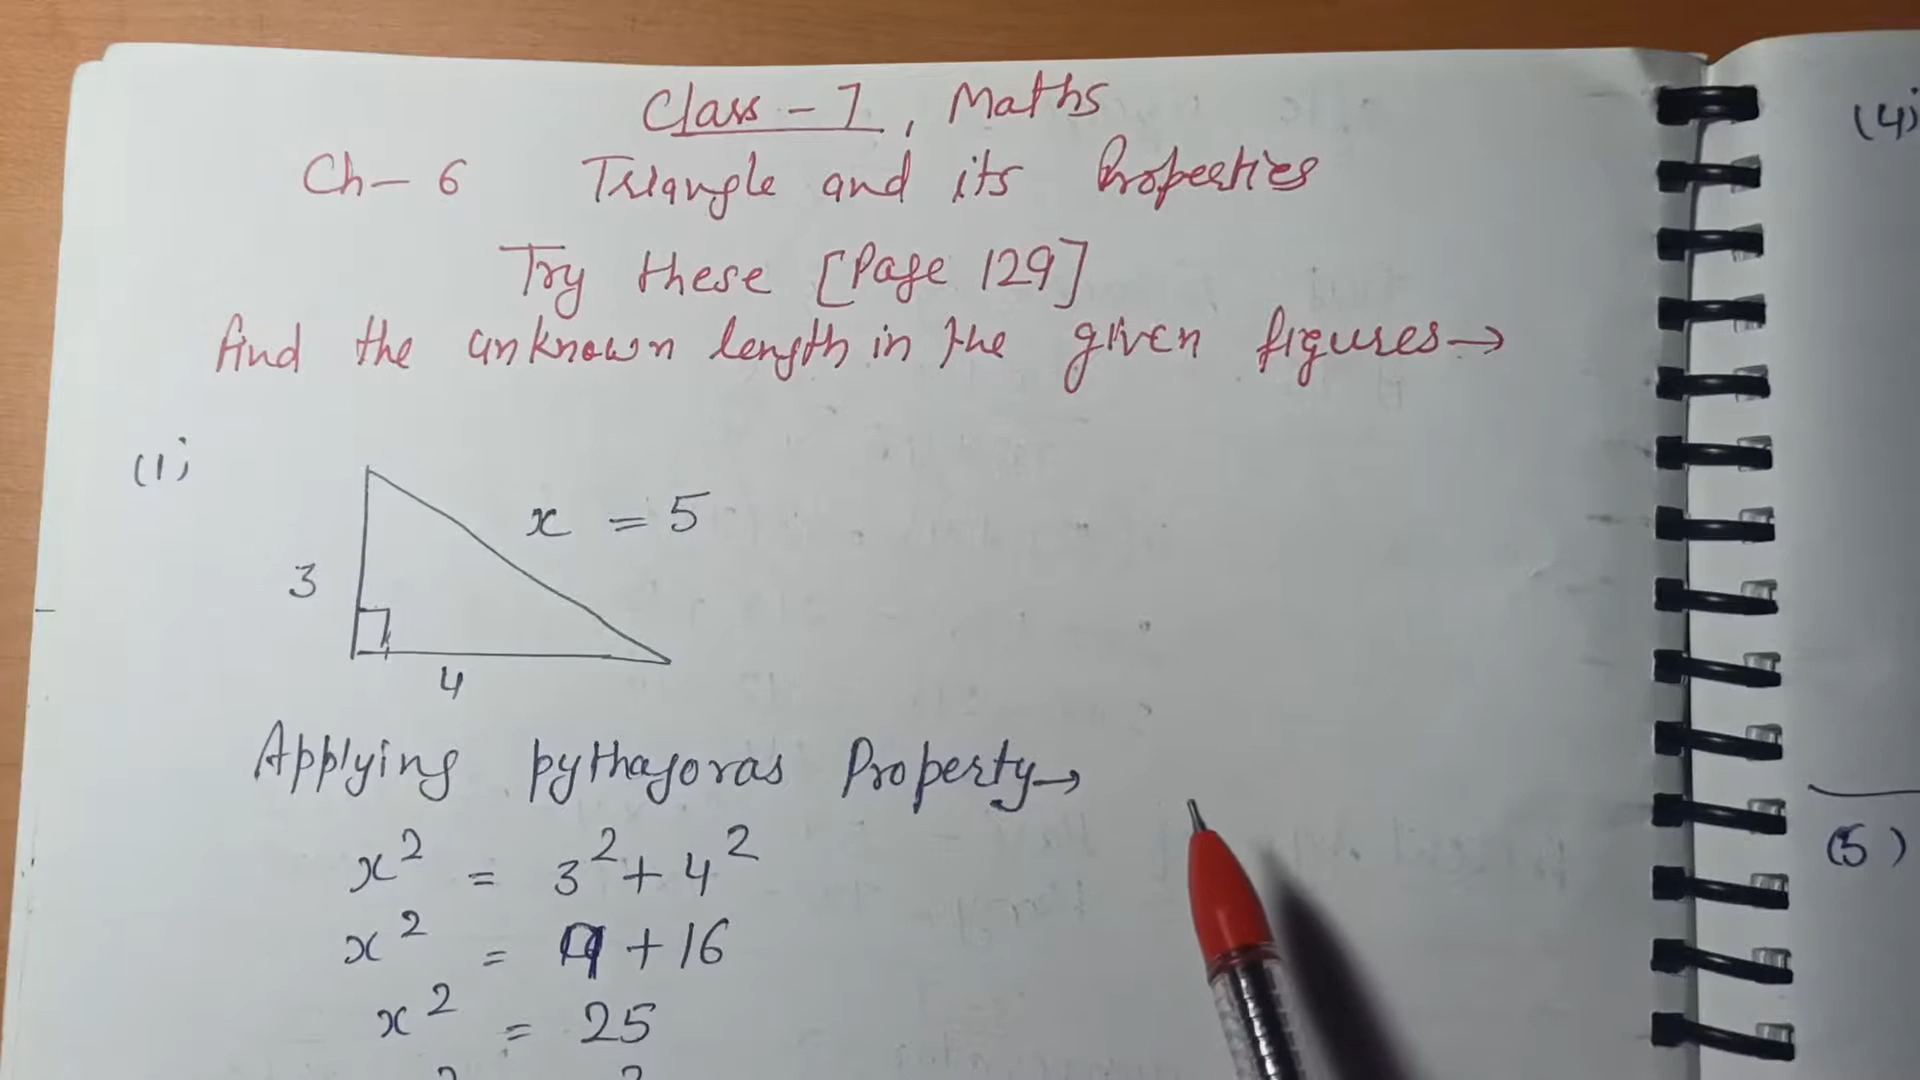 Class - 7, Maths
Ch- 6 Triangle and its Properties
Try these [Page 129]
find the unknown length in the given figures→
(1)
x = 5
3
4
Applying pythagoras Property→
x² = 3² + 4²
x² = 9 + 16
x² = 25
(4)
(5)